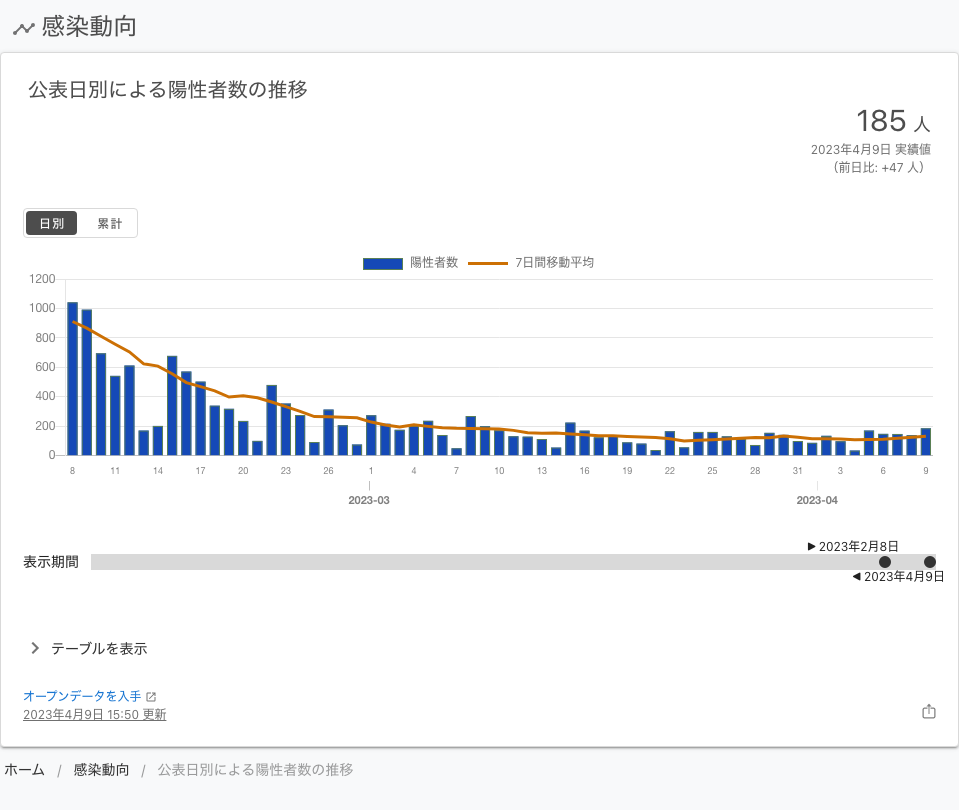 感染動向
公表日別による陽性者数の推移
185 人
2023年4月9日 実績値
（前日比: +47 人）
日別 累計
陽性者数 7日間移動平均
1200
1000
800
600
400
200
0
8 11 14 17 20 23 26 1 4 7 10 13 16 19 22 25 28 31 3 6 9
2023-03 2023-04
2023年2月8日
表示期間
2023年4月9日
テーブルを表示
オープンデータを入手
2023年4月9日 15:50 更新
ホーム / 感染動向 / 公表日別による陽性者数の推移